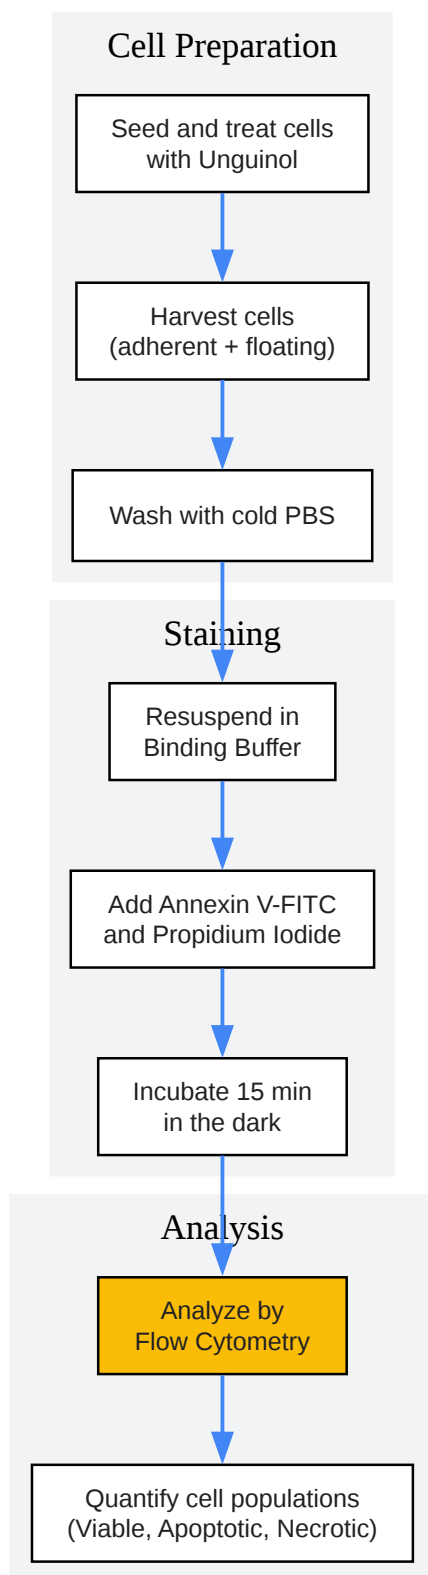 Cell Preparation
Seed and treat cells
with Unguinol
Harvest cells
(adherent + floating)
Wash with cold PBS
Staining
Resuspend in
Binding Buffer
Add Annexin V-FITC
and Propidium Iodide
Incubate 15 min
in the dark
Analysis
Analyze by
Flow Cytometry
Quantify cell populations
(Viable, Apoptotic, Necrotic)